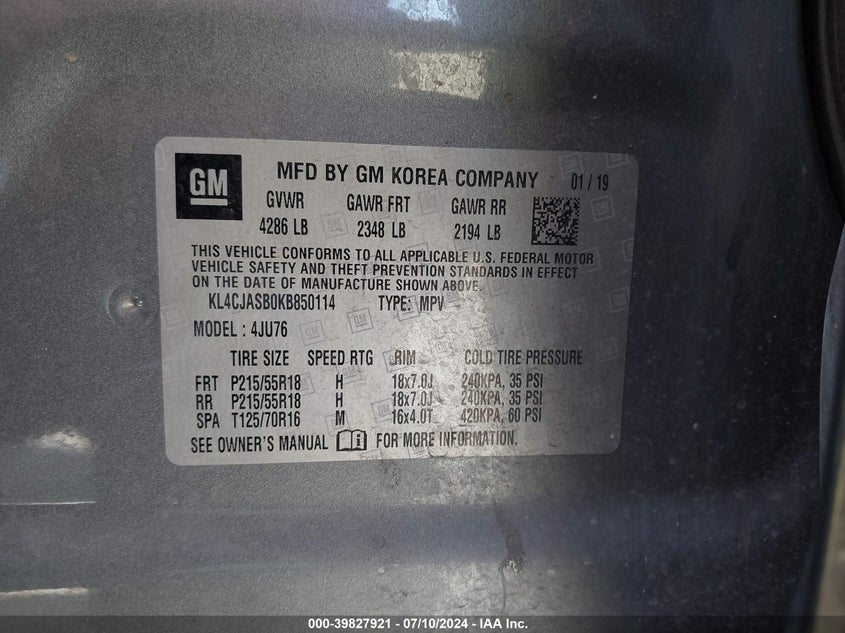 GM
MFD BY GM KOREA COMPANY 01 / 19
GVWR GAWR FRT GAWR RR
4286 LB 2348 LB 2194 LB
THIS VEHICLE CONFORMS TO ALL APPLICABLE U.S. FEDERAL MOTOR
VEHICLE SAFETY AND THEFT PREVENTION STANDARDS IN EFFECT
ON THE DATE OF MANUFACTURE SHOWN ABOVE.
KL4CJASB0KB850114 TYPE: MPV
MODEL : 4JU76
TIRE SIZE SPEED RTG RIM COLD TIRE PRESSURE
FRT P215/55R18 H 18x7.0J 240KPA, 35 PSI
RR P215/55R18 H 18x7.0J 240KPA, 35 PSI
SPA T125/70R16 M 16x4.0T 420KPA, 60 PSI
SEE OWNER'S MANUAL FOR MORE INFORMATION.
000-39827921 - 07/10/2024 - IAA Inc.